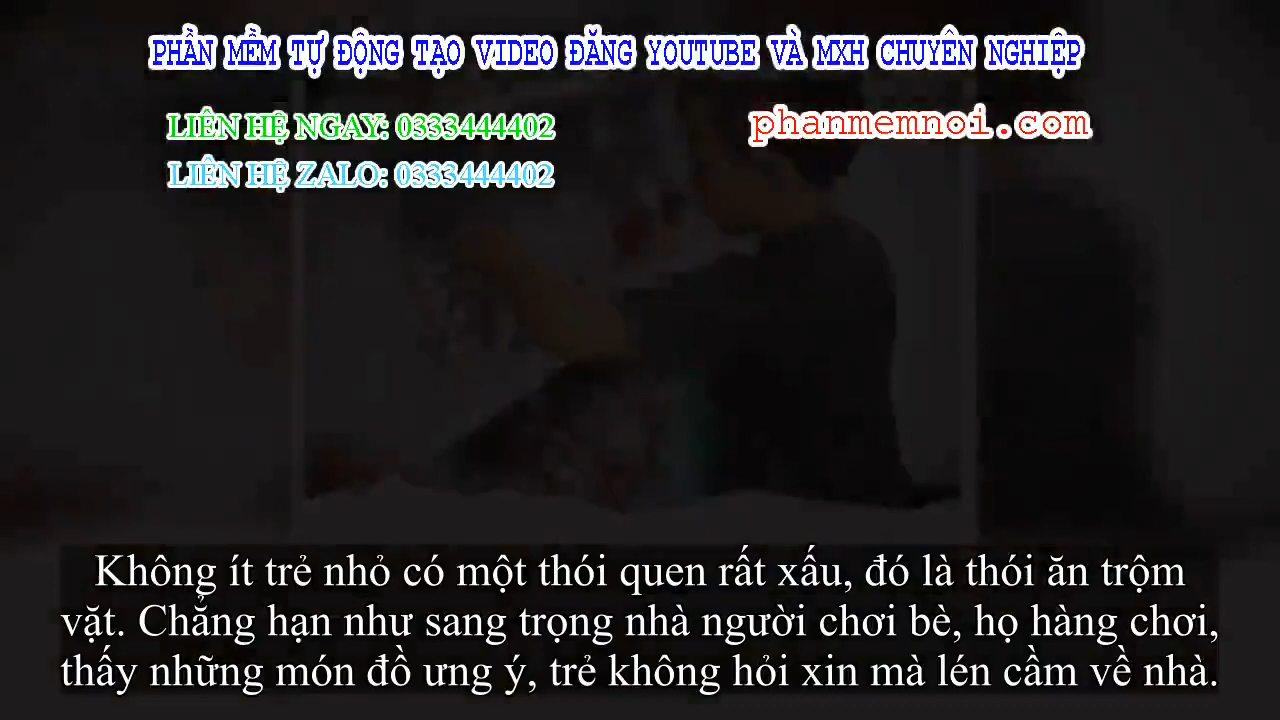 PHẦN MỀM TỰ ĐỘNG TẠO VIDEO ĐĂNG YOUTUBE VÀ MXH CHUYÊN NGHIỆP
LIÊN HỆ NGAY: 0333444402
phanmemnoi.com
LIÊN HỆ ZALO: 0333444402
Không ít trẻ nhỏ có một thói quen rất xấu, đó là thói ăn trộm
vặt. Chẳng hạn như sang trọng nhà người chơi bè, họ hàng chơi,
thấy những món đồ ưng ý, trẻ không hỏi xin mà lén cầm về nhà.